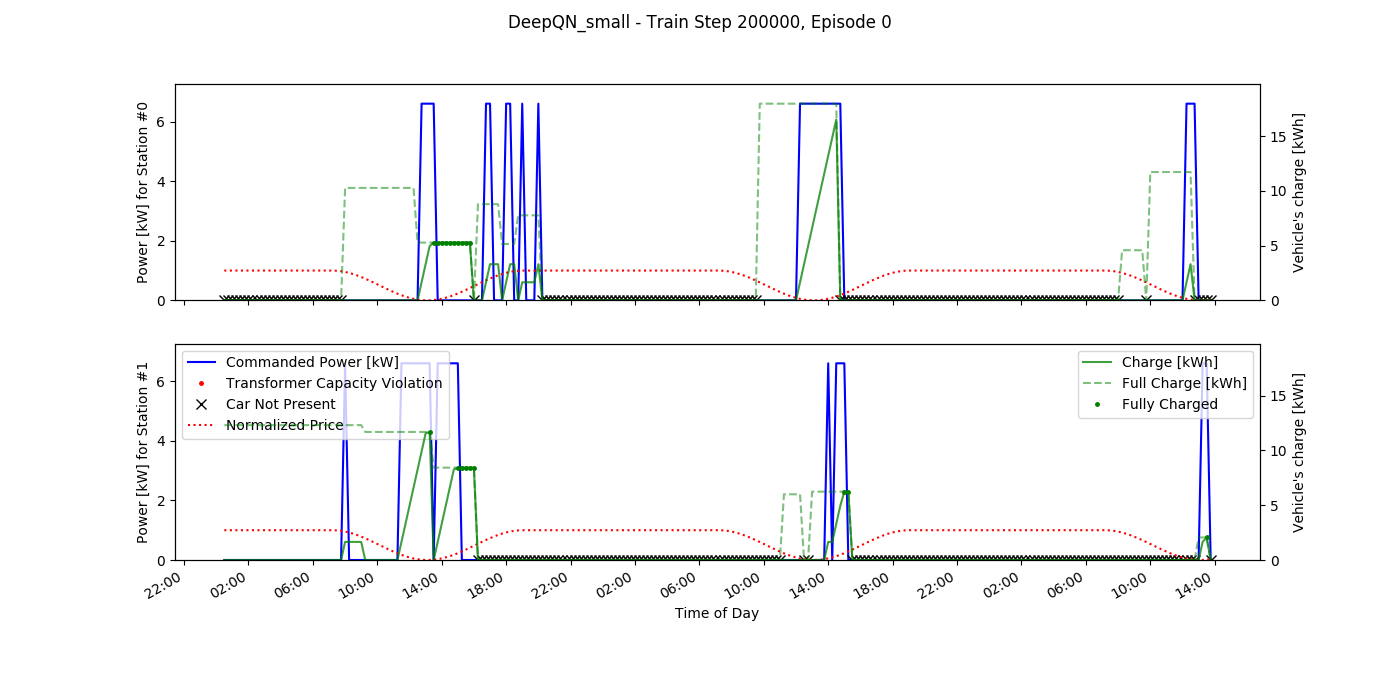 DeepQN_small - Train Step 200000, Episode 0
Power [kW] for Station #0
6
4
2
0
15
10
5
0
Vehicle's charge [kWh]
Power [kW] for Station #1
6
4
2
0
Commanded Power [kW]
Transformer Capacity Violation
Car Not Present
Normalized Price
Charge [kWh]
Full Charge [kWh]
Fully Charged
15
10
5
0
Vehicle's charge [kWh]
22:00 02:00 06:00 10:00 14:00 18:00 22:00 02:00 06:00 10:00 14:00 18:00 22:00 02:00 06:00 10:00 14:00
Time of Day